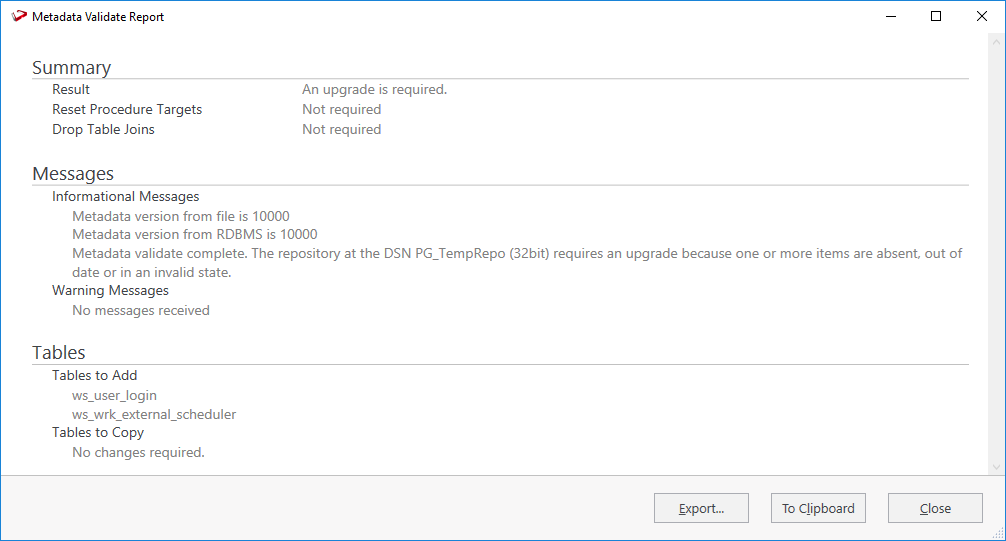 Metadata Validate Report
Summary
Result An upgrade is required.
Reset Procedure Targets Not required
Drop Table Joins Not required
Messages
Informational Messages
Metadata version from file is 10000
Metadata version from RDBMS is 10000
Metadata validate complete. The repository at the DSN PG_TempRepo (32bit) requires an upgrade because one or more items are absent, out of
date or in an invalid state.
Warning Messages
No messages received
Tables
Tables to Add
ws_user_login
ws_wrk_external_scheduler
Tables to Copy
No changes required.
Export... To Clipboard Close